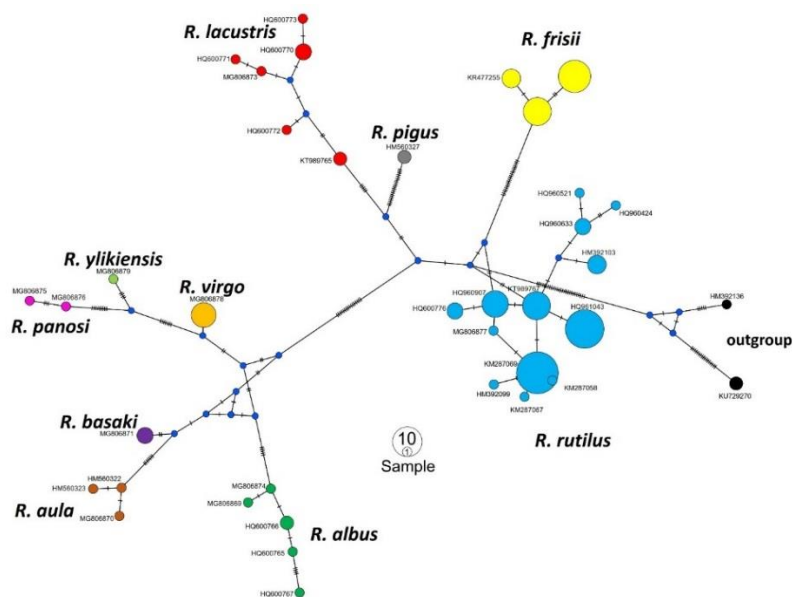 HQ600773
R. lacustris
HQ600770
HQ600771
MG806873
HQ600772
KT989765
R. frisii
KR477255
R. pigus
HM560327
HQ960521
HQ960424
HQ960633
HM392103
R. ylikiensis
MG806879
MG806875
MG806876
R. panosi
R. virgo
MG806878
HQ960907
KT989767
HQ961043
HQ600776
MG806877
KM287069
KM287058
HM392099
KM287087
R. rutilus
HM392136
outgroup
KU729270
R. basaki
MG806871
HM560323
HM560322
R. aula
MG806870
10
1
Sample
MG806874
MG806869
HQ600766
R. albus
HQ600765
HQ600767